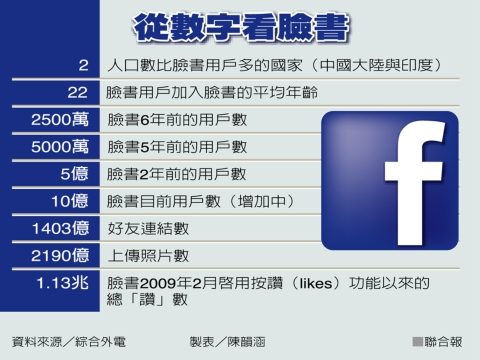 從數字看臉書
2 人口數比臉書用戶多的國家（中國大陸與印度）
22 臉書用戶加入臉書的平均年齡
2500萬 臉書6年前的用戶數
5000萬 臉書5年前的用戶數
5億 臉書2年前的用戶數
10億 臉書目前用戶數（增加中）
1403億 好友連結數
2190億 上傳照片數
1.13兆 臉書2009年2月啓用按讚（likes）功能以來的
總「讚」數
f
資料來源／綜合外電 製表／陳韻涵 ■聯合報